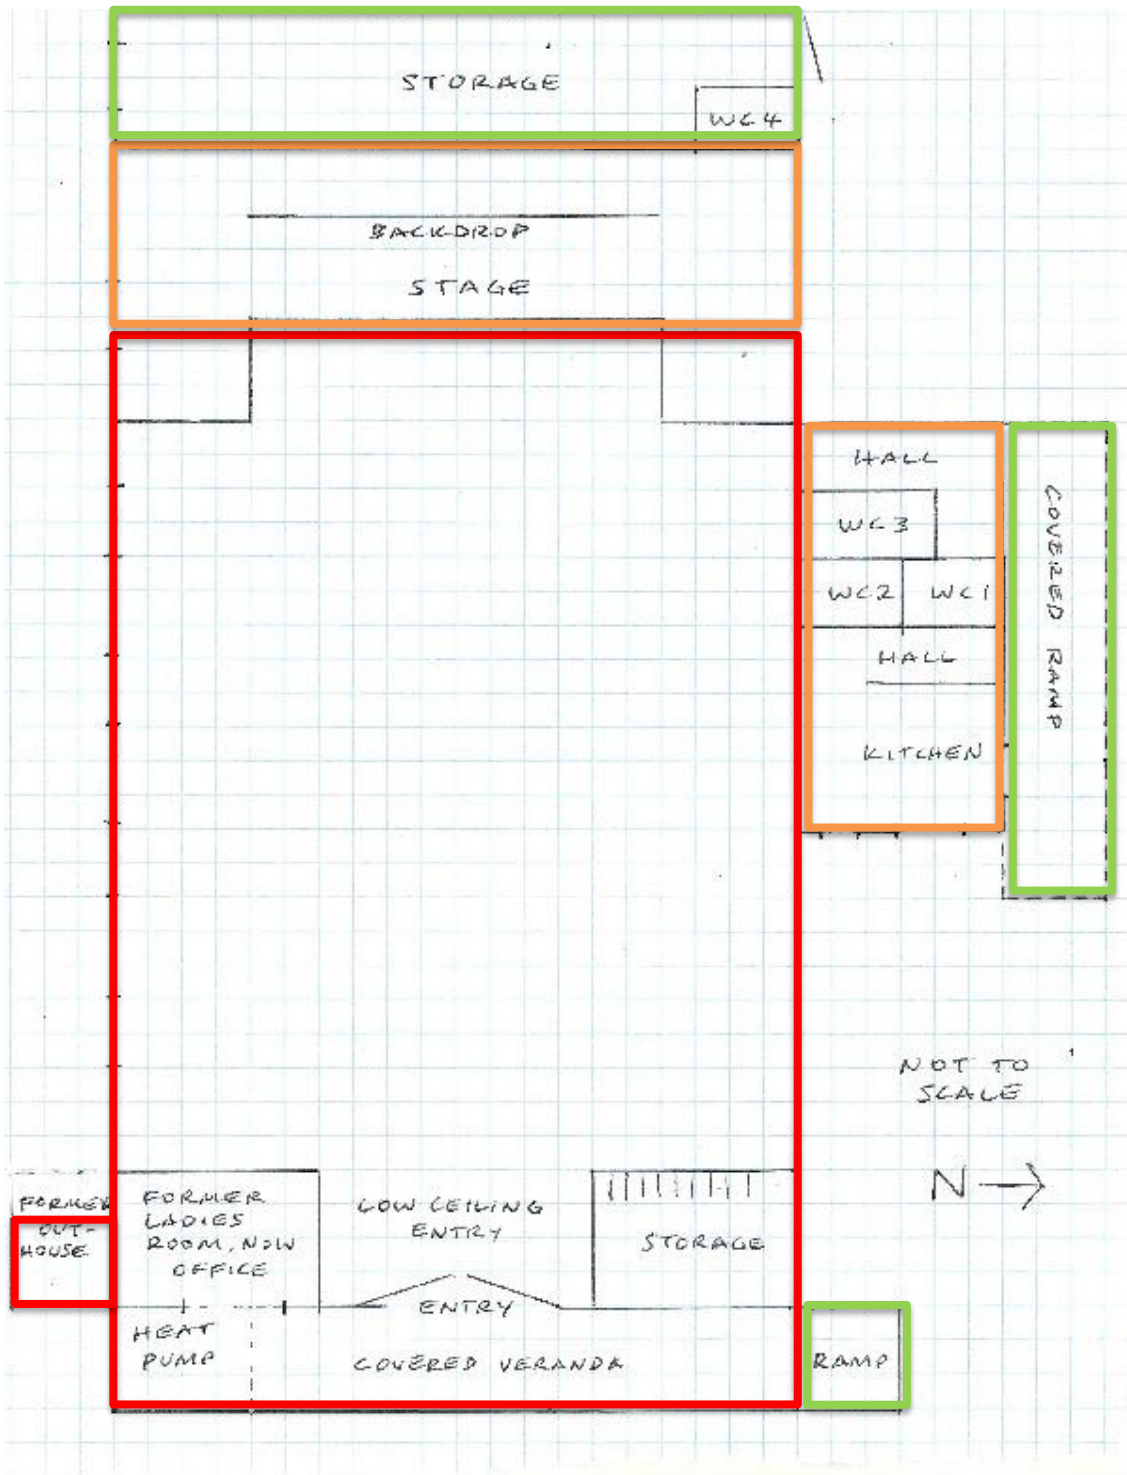 STORAGE
WC4
BACKDROP
STAGE
HALL
WC3
WC2
WC1
HALL
KITCHEN
COVERED RAMP
NOT TO
SCALE
N
FORMER
OUT-
HOUSE
FORMER
LADIES
ROOM, NOW
OFFICE
LOW CEILING
ENTRY
STORAGE
ENTRY
HEAT
PUMP
COVERED VERANDA
RAMP